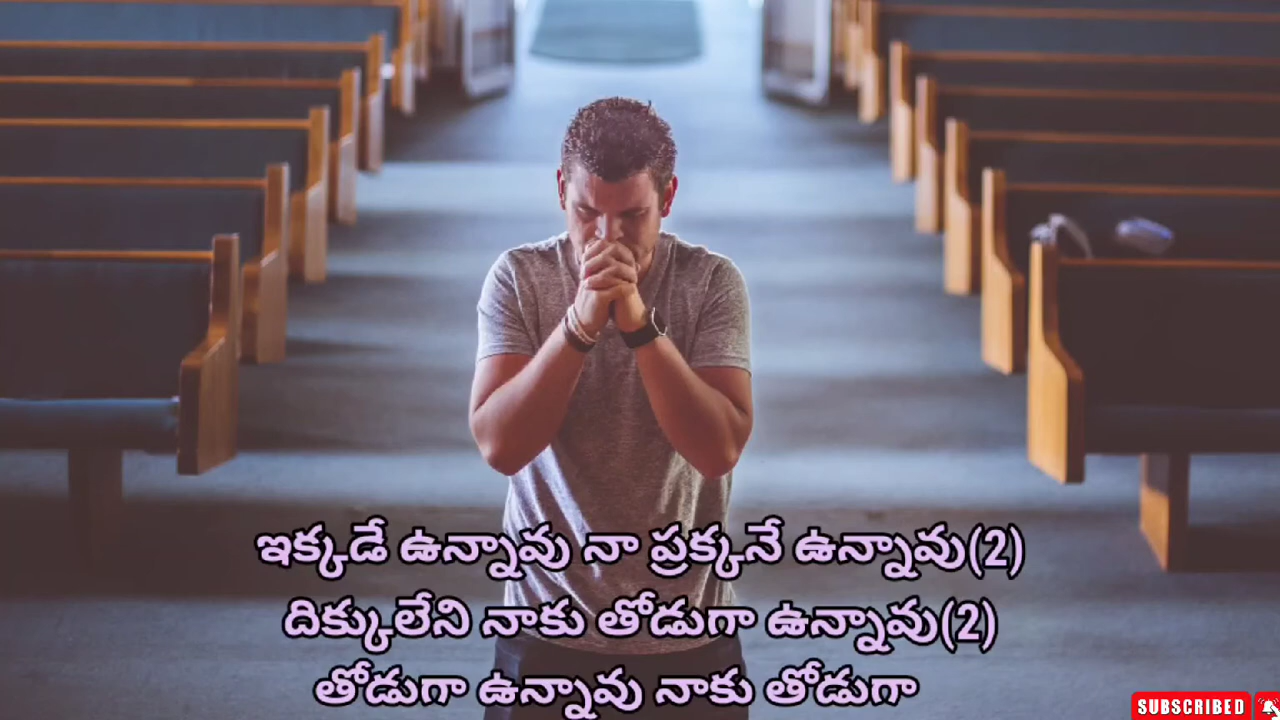 ఇక్కడే ఉన్నావు నా ప్రక్కనే ఉన్నావు(2)
దిక్కులేని నాకు తోడుగా ఉన్నావు(2)
తోడుగా ఉన్నావు నాకు తోడుగా
SUBSCRIBED